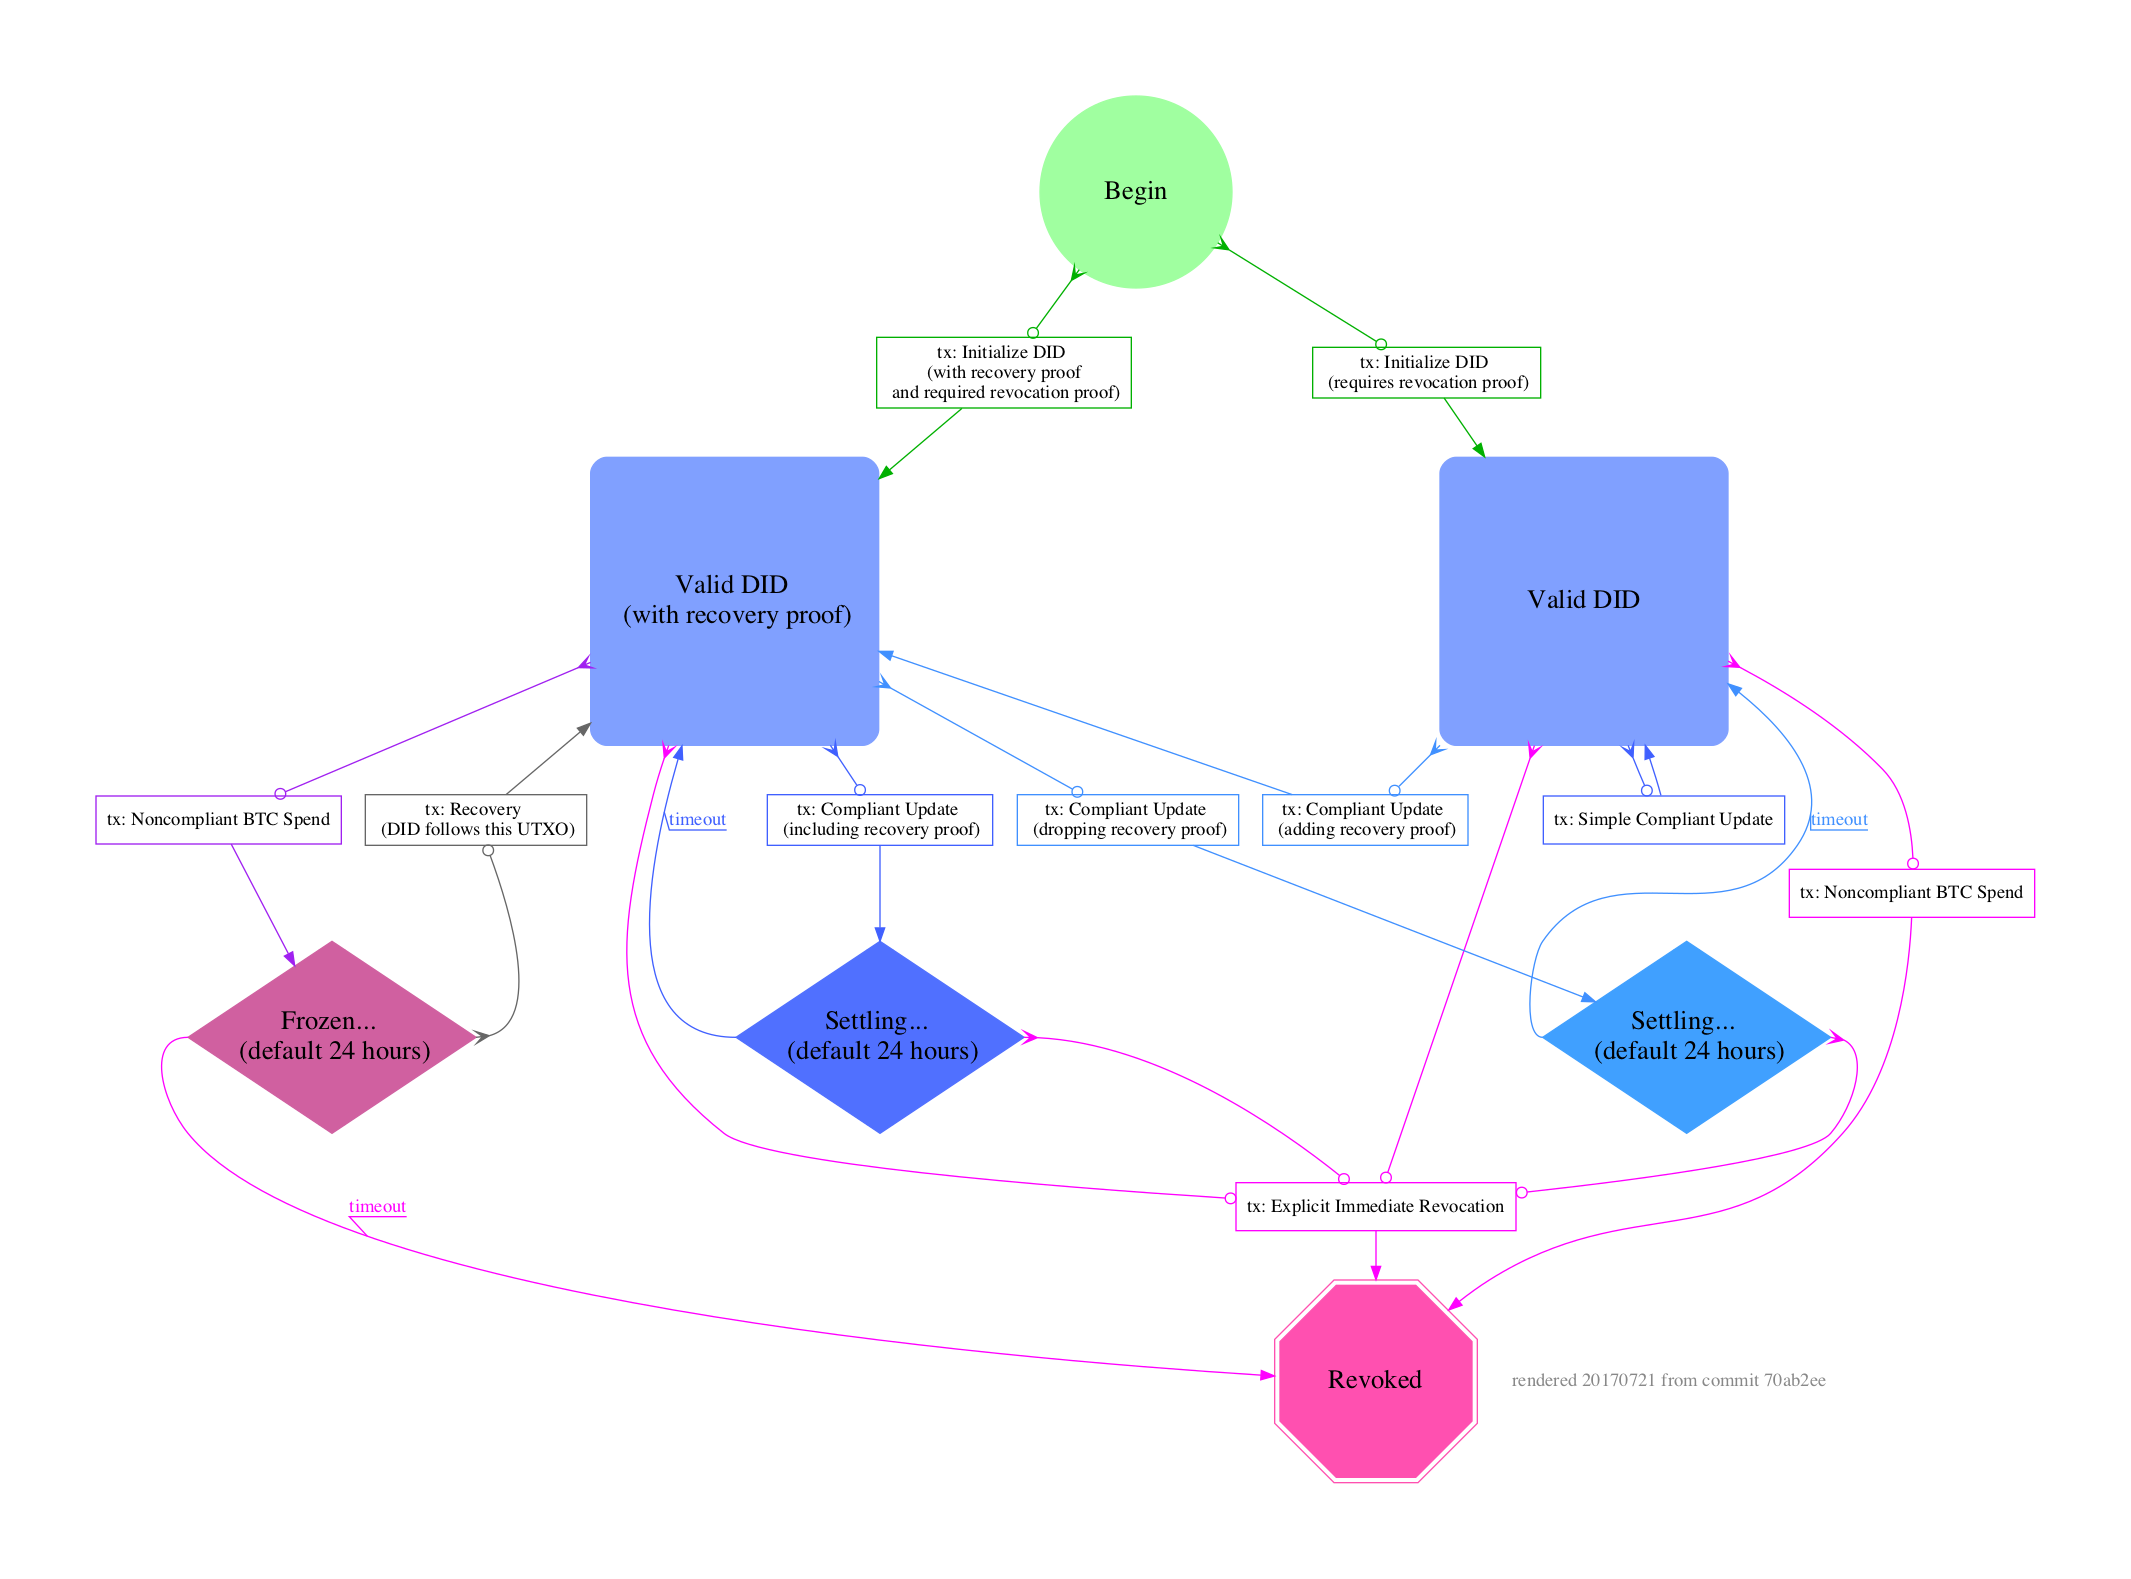 Begin
tx: Initialize DID
(with recovery proof
and required revocation proof)
tx: Initialize DID
(requires revocation proof)
Valid DID
(with recovery proof)
Valid DID
tx: Noncompliant BTC Spend
tx: Recovery
(DID follows this UTXO)
timeout
tx: Compliant Update
(including recovery proof)
tx: Compliant Update
(dropping recovery proof)
tx: Compliant Update
(adding recovery proof)
tx: Simple Compliant Update
timeout
tx: Noncompliant BTC Spend
Frozen...
(default 24 hours)
Settling...
(default 24 hours)
Settling...
(default 24 hours)
timeout
tx: Explicit Immediate Revocation
Revoked
rendered 20170721 from commit 70ab2ee